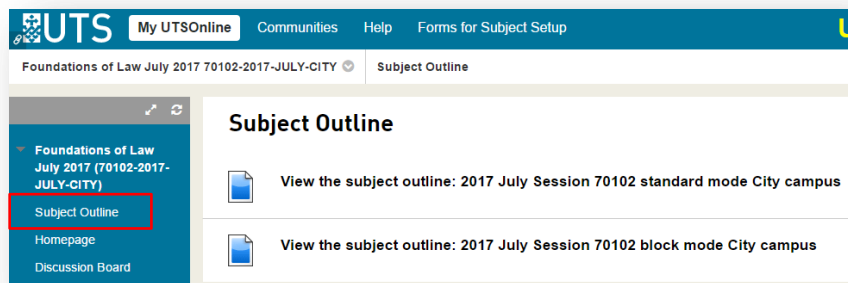 UTS My UTSOnline Communities Help Forms for Subject Setup
Foundations of Law July 2017 70102-2017-JULY-CITY Subject Outline
Foundations of Law
July 2017 (70102-2017-
JULY-CITY)
Subject Outline
Homepage
Discussion Board
Subject Outline
View the subject outline: 2017 July Session 70102 standard mode City campus
View the subject outline: 2017 July Session 70102 block mode City campus